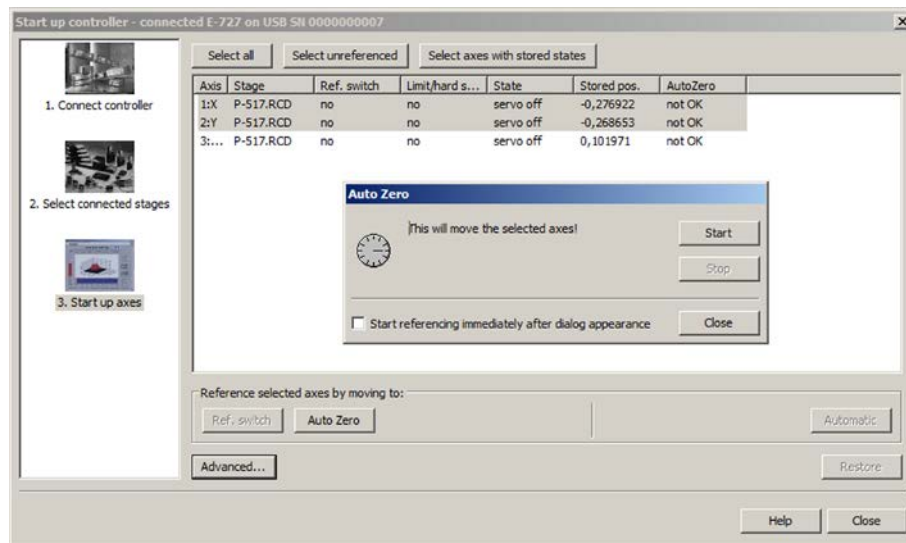 Start up controller - connected E-727 on USB SN 0000000007
Select all Select unreferenced Select axes with stored states
Axis Stage Ref. switch Limit/hard s... State Stored pos. AutoZero
1:X P-517.RCD no no servo off -0,276922 not OK
2:Y P-517.RCD no no servo off -0,268653 not OK
3:... P-517.RCD no no servo off 0,101971 not OK
1. Connect controller
2. Select connected stages
3. Start up axes
Auto Zero
This will move the selected axes!
Start
Stop
Start referencing immediately after dialog appearance
Close
Reference selected axes by moving to:
Ref. switch Auto Zero Automatic
Advanced... Restore
Help Close